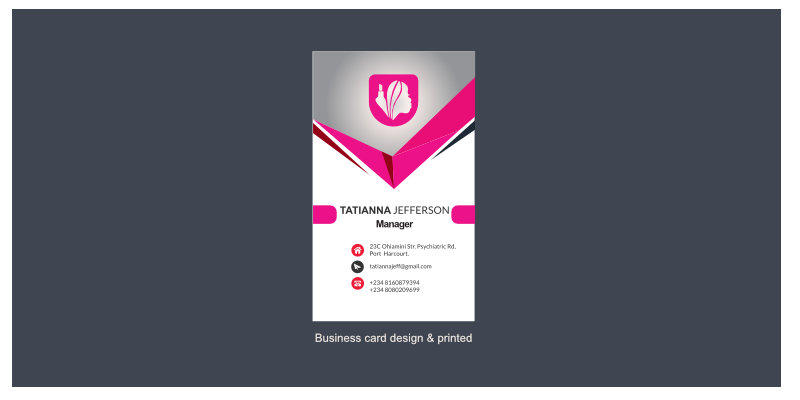 TATIANNA JEFFERSON
Manager
23C Ohiamini Str. Psychiatric Rd.
Port Harcourt.
tatiannajeff@gmail.com
+234 8160879394
+234 8080209699
Business card design & printed